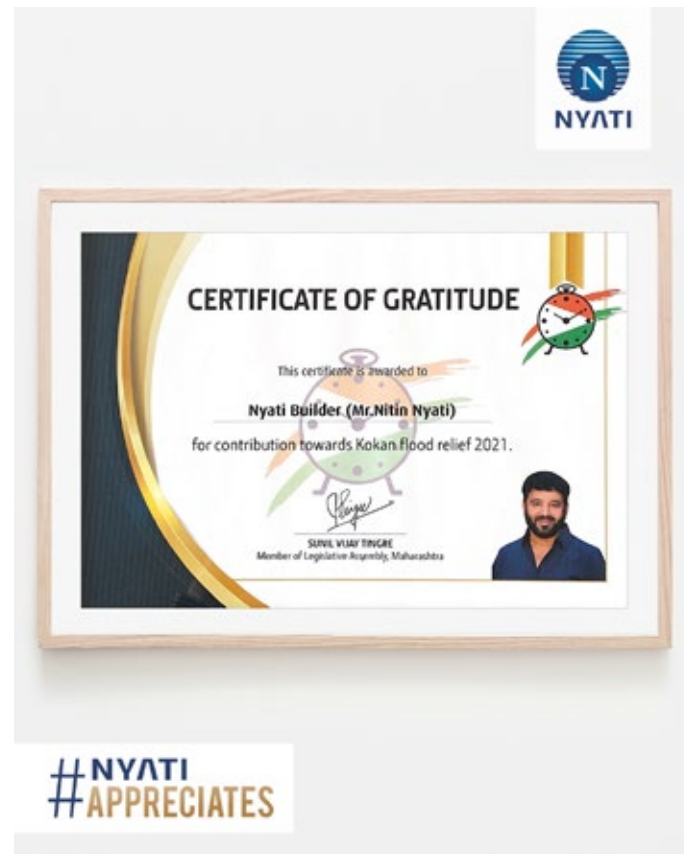 N
NYATI
CERTIFICATE OF GRATITUDE
This certificate is awarded to
Nyati Builder (Mr.Nitin Nyati)
for contribution towards Kokan flood relief 2021.
SUNIL VIJAY TINGRE
Member of Legislative Assembly, Maharashtra
#NYATI
APPRECIATES